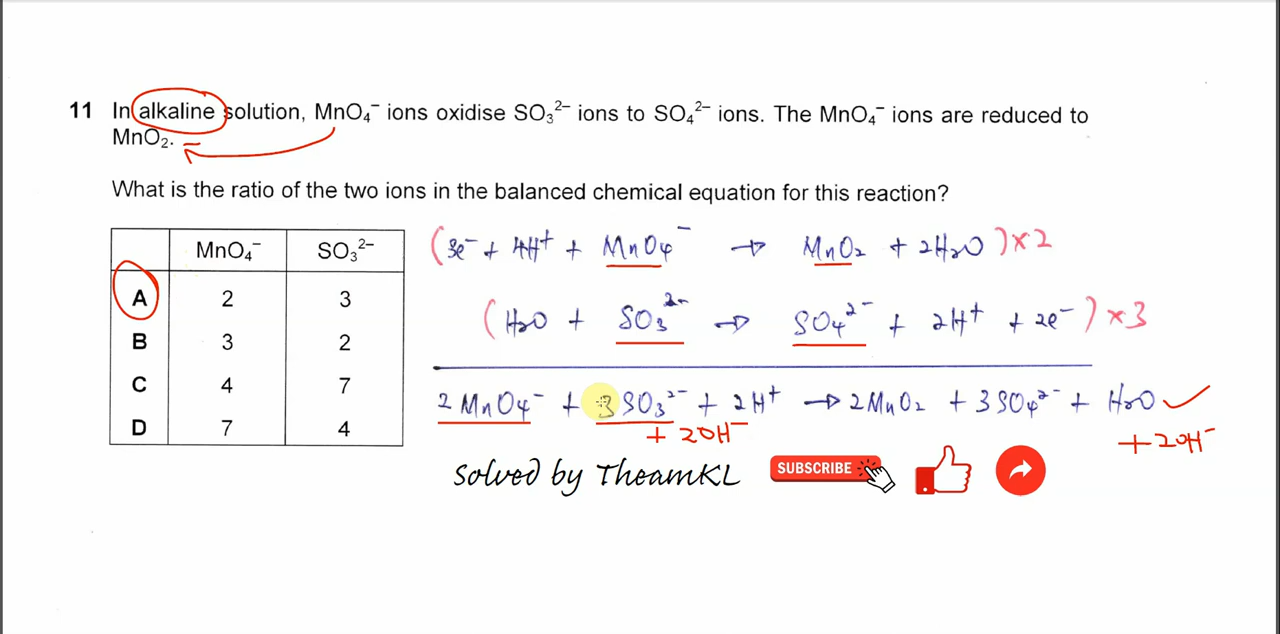 11 In alkaline solution, MnO₄⁻ ions oxidise SO₃²⁻ ions to SO₄²⁻ ions. The MnO₄⁻ ions are reduced to
MnO₂.
What is the ratio of the two ions in the balanced chemical equation for this reaction?
MnO₄⁻ SO₃²⁻
A 2 3
B 3 2
C 4 7
D 7 4
(3e⁻ + 4H⁺ + MnO₄⁻ → MnO₂ + 2H₂O) × 2
(H₂O + SO₃²⁻ → SO₄²⁻ + 2H⁺ + 2e⁻) × 3
2MnO₄⁻ + 3SO₃²⁻ + 2H⁺ → 2MnO₂ + 3SO₄²⁻ + H₂O
+ 2OH⁻ + 2OH⁻
Solved by TheamKL
SUBSCRIBE